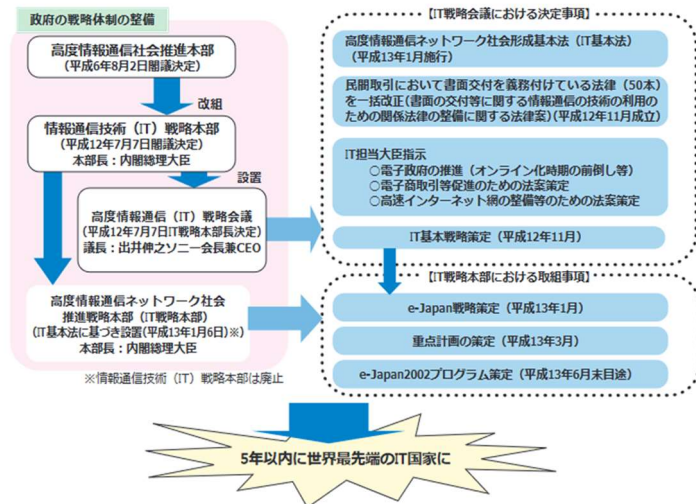 政府の戦略体制の整備
高度情報通信社会推進本部
(平成6年8月2日閣議決定)
改組
情報通信技術(IT)戦略本部
(平成12年7月7日閣議決定)
本部長:内閣総理大臣
設置
高度情報通信(IT)戦略会議
(平成12年7月7日IT戦略本部長決定)
議長:出井伸之ソニー会長兼CEO
高度情報通信ネットワーク社会
推進戦略本部(IT戦略本部)
(IT基本法に基づき設置(平成13年1月6日)※)
本部長:内閣総理大臣
※情報通信技術(IT)戦略本部は廃止
【IT戦略会議における決定事項】
高度情報通信ネットワーク社会形成基本法(IT基本法)
(平成13年1月施行)
民間取引において書面交付を義務付けている法律(50本)
を一括改正(書面の交付等に関する情報通信の技術の利用の
ための関係法律の整備に関する法律案)(平成12年11月成立)
IT担当大臣指示
○電子政府の推進(オンライン化時期の前倒し等)
○電子商取引等促進のための法案策定
○高速インターネット網の整備等のための法案策定
IT基本戦略策定(平成12年11月)
【IT戦略本部における取組事項】
e-Japan戦略策定(平成13年1月)
重点計画の策定(平成13年3月)
e-Japan2002プログラム策定(平成13年6月末目途)
5年以内に世界最先端のIT国家に